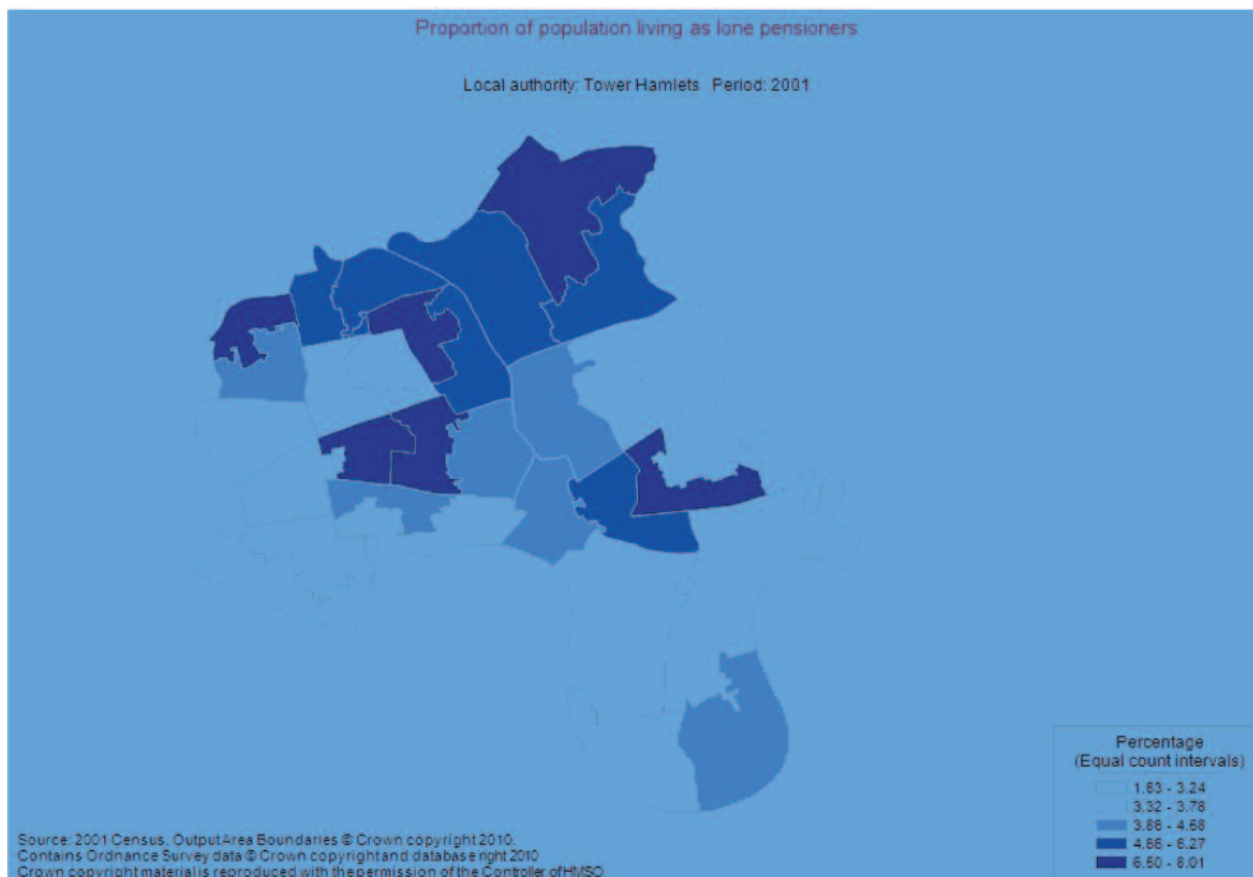 Proportion of population living as lone pensioners
Local authority: Tower Hamlets Period: 2001
Percentage
(Equal count intervals)
1.63 - 3.24
3.32 - 3.78
3.86 - 4.68
4.86 - 6.27
6.50 - 8.01
Source: 2001 Census, Output Area Boundaries © Crown copyright 2010.
Contains Ordnance Survey data © Crown copyright and database right 2010
Crown copyright material is reproduced with the permission of the Controller of HMSO